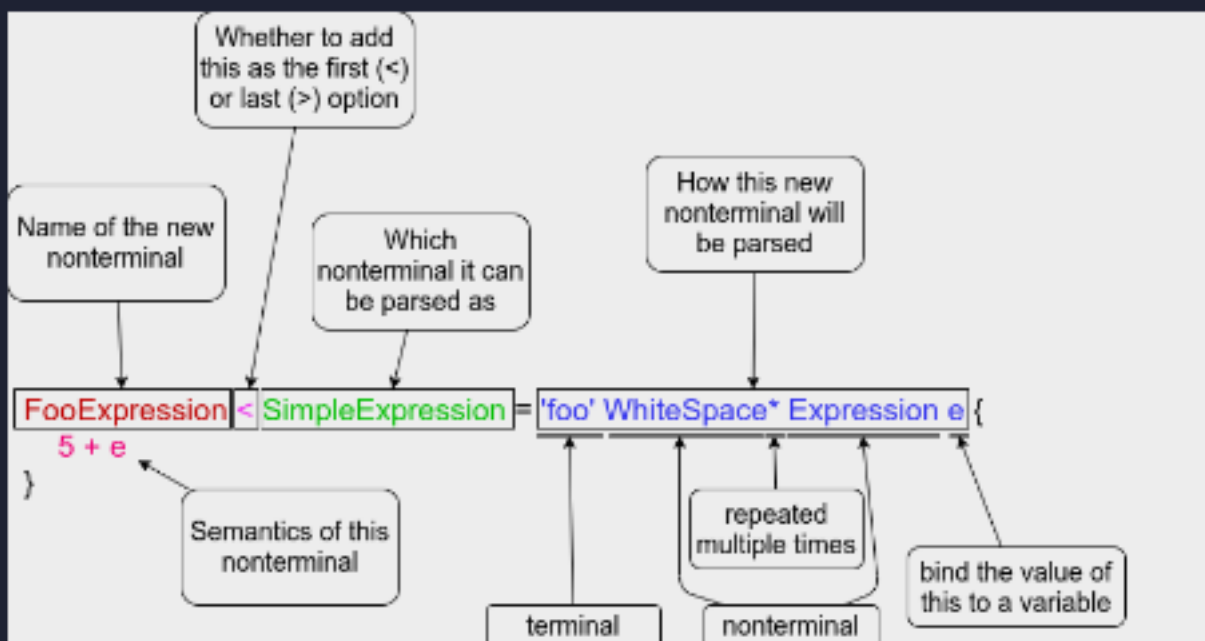 Whether to add
this as the first (<)
or last (>) option
Name of the new
nonterminal
Which
nonterminal it can
be parsed as
How this new
nonterminal will
be parsed
FooExpression < SimpleExpression = 'foo' WhiteSpace* Expression e {
5 + e
}
Semantics of this
nonterminal
repeated
multiple times
bind the value of
this to a variable
terminal
nonterminal